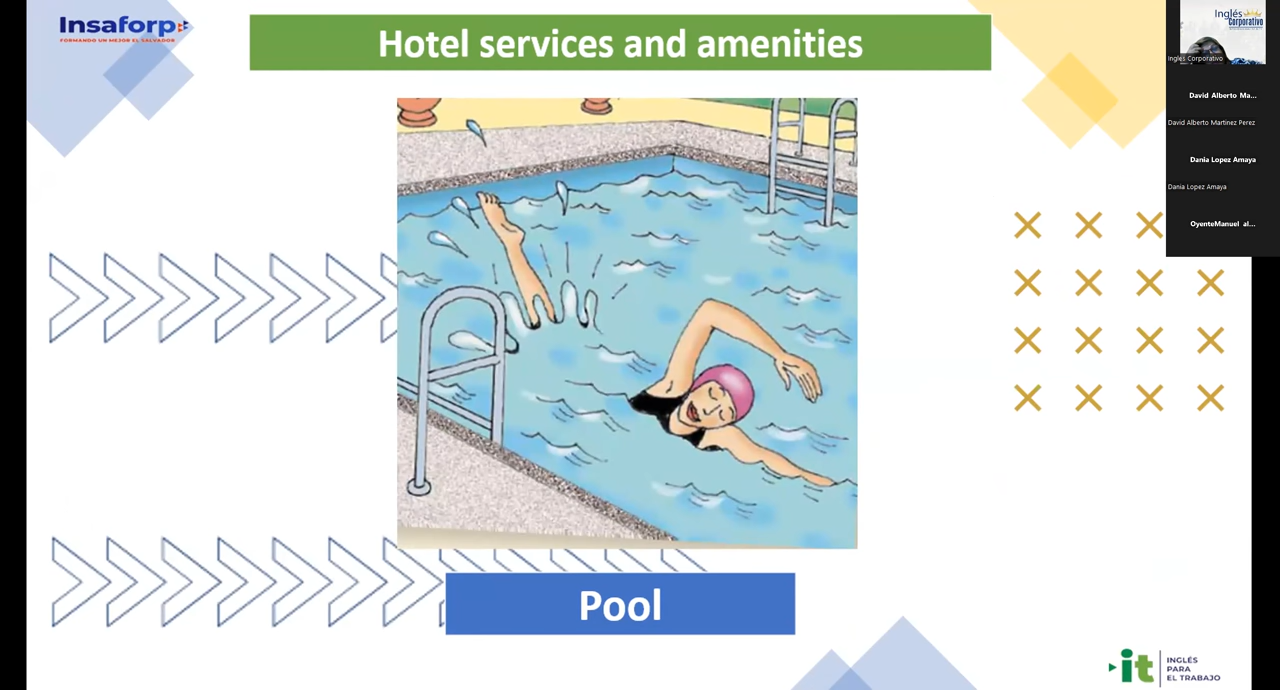 Insaforp
FORMANDO UN MEJOR EL SALVADOR
Hotel services and amenities
Pool
Inglés
Corporativo
Inglés Corporativo
David Alberto Ma...
David Alberto Martinez Perez
Dania Lopez Amaya
Dania Lopez Amaya
OyenteManuel al...
it
INGLÉS
PARA
EL TRABAJO